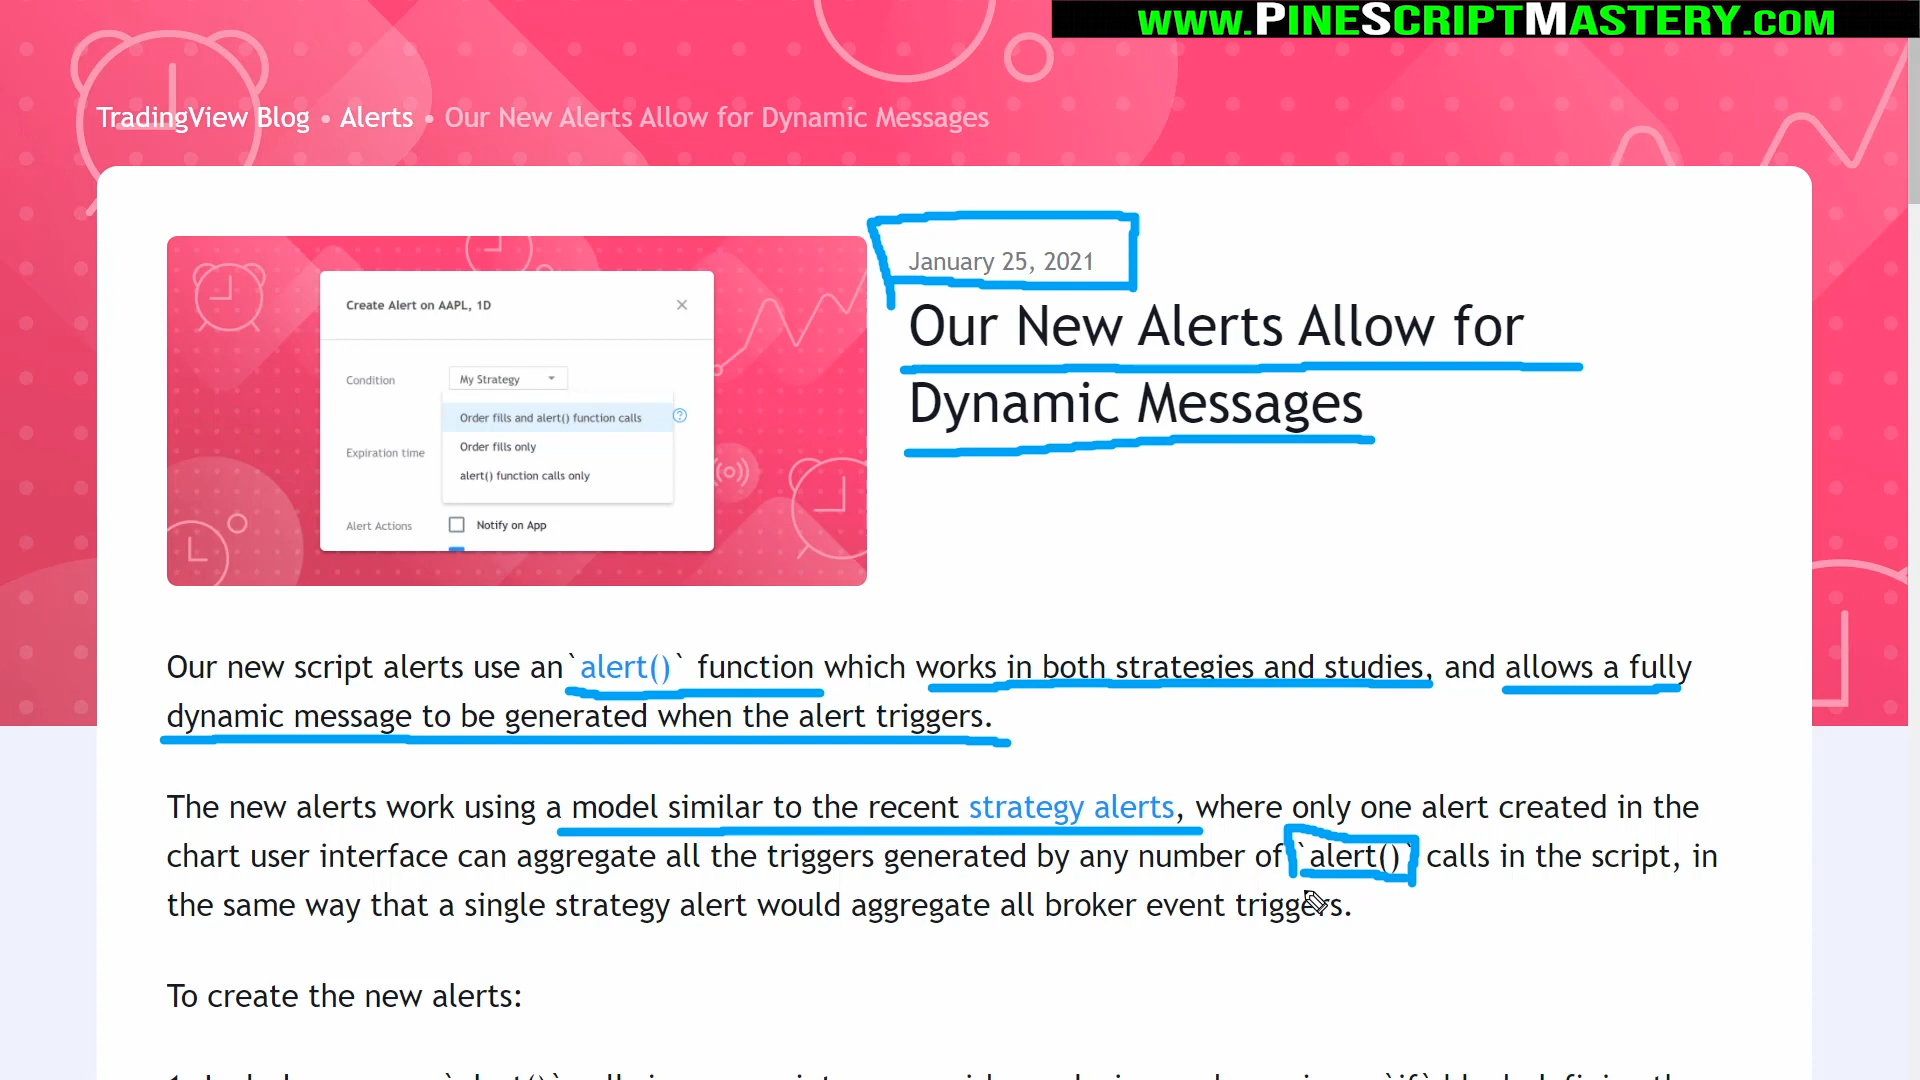 www.PineScriptMastery.com
TradingView Blog • Alerts • Our New Alerts Allow for Dynamic Messages
Create Alert on AAPL, 1D
Condition
My Strategy
Order fills and alert() function calls
Order fills only
Expiration time
alert() function calls only
Alert Actions
Notify on App
January 25, 2021
Our New Alerts Allow for
Dynamic Messages
Our new script alerts use an`alert()` function which works in both strategies and studies, and allows a fully
dynamic message to be generated when the alert triggers.
The new alerts work using a model similar to the recent strategy alerts, where only one alert created in the
chart user interface can aggregate all the triggers generated by any number of `alert()` calls in the script, in
the same way that a single strategy alert would aggregate all broker event triggers.
To create the new alerts: